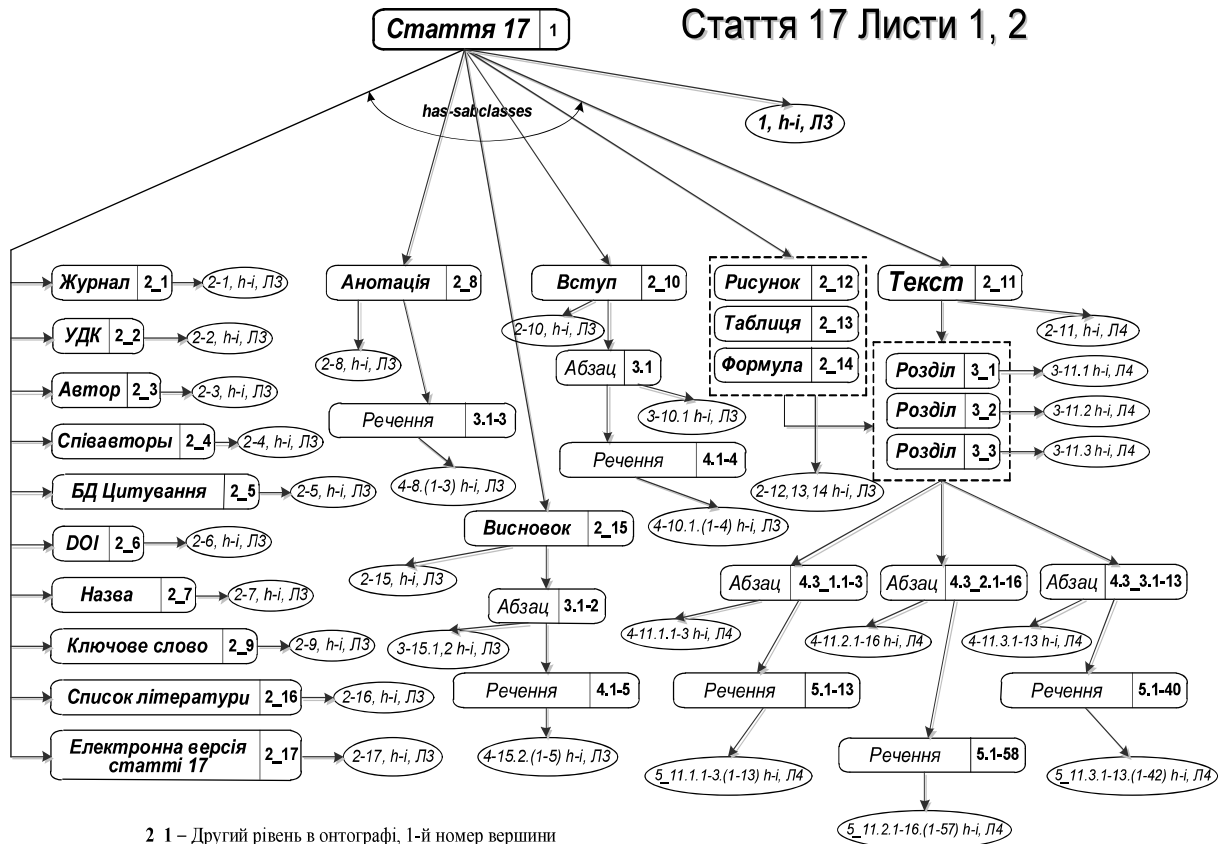 Стаття 17 1
Стаття 17 Листи 1, 2
has-subclasses
1, h-i, Л3
Журнал 2_1
2-1, h-i, Л3
Анотація 2_8
Вступ 2_10
Рисунок 2_12
Текст 2_11
УДК 2_2
2-2, h-i, Л3
2-8, h-i, Л3
2-10, h-i, Л3
Таблиця 2_13
2-11, h-i, Л4
Абзац 3.1
Формула 2_14
Розділ 3_1
3-11.1 h-i, Л4
Автор 2_3
2-3, h-i, Л3
Речення 3.1-3
3-10.1 h-i, Л3
Розділ 3_2
3-11.2 h-i, Л4
Співавторы 2_4
2-4, h-i, Л3
Речення 4.1-4
Розділ 3_3
3-11.3 h-i, Л4
БД Цитування 2_5
2-5, h-i, Л3
4-8.(1-3) h-i, Л3
2-12,13,14 h-i, Л3
Висновок 2_15
4-10.1.(1-4) h-i, Л3
DOI 2_6
2-6, h-i, Л3
2-15, h-i, Л3
Абзац 4.3_1.1-3
Абзац 4.3_2.1-16
Абзац 4.3_3.1-13
Назва 2_7
2-7, h-i, Л3
Абзац 3.1-2
4-11.1.1-3 h-i, Л4
4-11.2.1-16 h-i, Л4
4-11.3.1-13 h-i, Л4
Ключове слово 2_9
2-9, h-i, Л3
3-15.1,2 h-i, Л3
Список літератури 2_16
2-16, h-i, Л3
Речення 4.1-5
Речення 5.1-13
Речення 5.1-40
Електронна версія
статті 17 2_17
2-17, h-i, Л3
4-15.2.(1-5) h-i, Л3
Речення 5.1-58
5_11.1.1-3.(1-13) h-i, Л4
5_11.3.1-13.(1-42) h-i, Л4
5_11.2.1-16.(1-57) h-i, Л4
2 1 – Другий рівень в онтографі, 1-й номер вершини